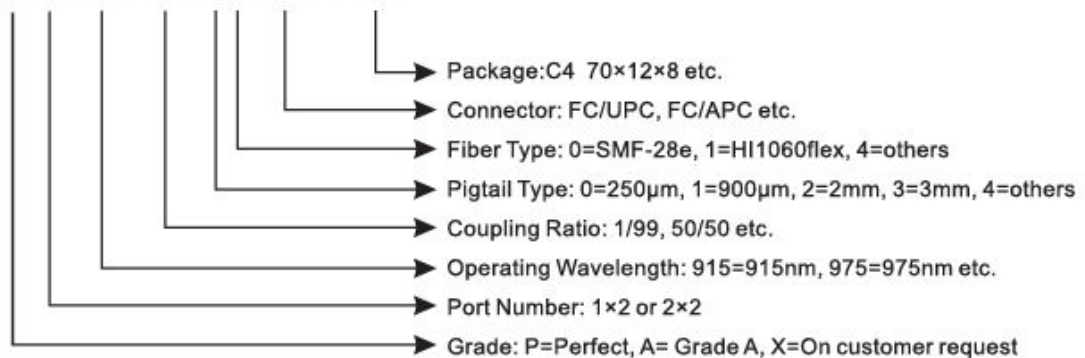 Package:C4 70×12×8 etc.
Connector: FC/UPC, FC/APC etc.
Fiber Type: 0=SMF-28e, 1=HI1060flex, 4=others
Pigtail Type: 0=250μm, 1=900μm, 2=2mm, 3=3mm, 4=others
Coupling Ratio: 1/99, 50/50 etc.
Operating Wavelength: 915=915nm, 975=975nm etc.
Port Number: 1×2 or 2×2
Grade: P=Perfect, A= Grade A, X=On customer request